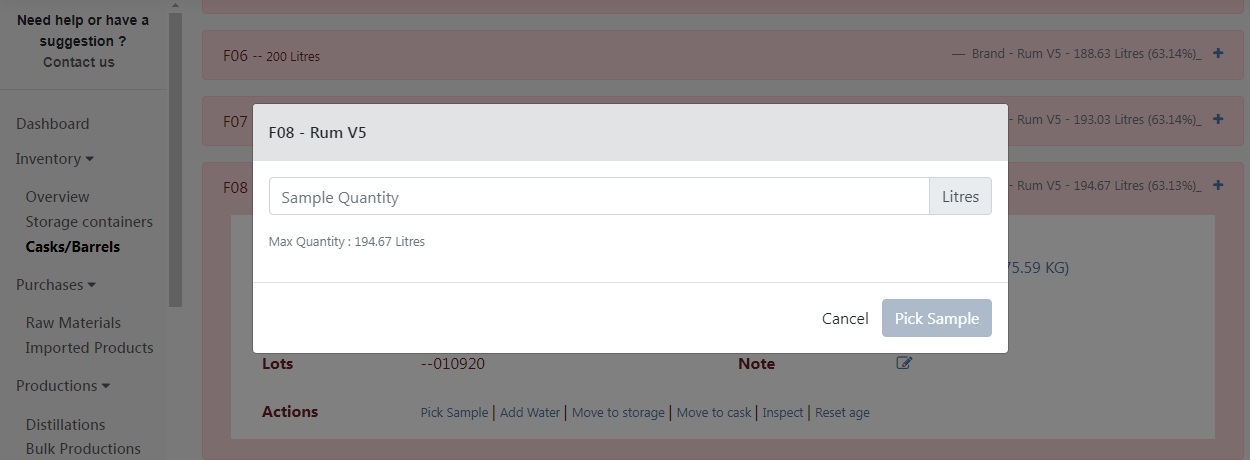 Need help or have a
suggestion ?
Contact us
Dashboard
Inventory
Overview
Storage containers
Casks/Barrels
Purchases
Raw Materials
Imported Products
Productions
Distillations
Bulk Productions
F06 -- 200 Litres
— Brand - Rum V5 - 188.63 Litres (63.14%)_
F07
- Rum V5 - 193.03 Litres (63.14%)_
F08
- Rum V5 - 194.67 Litres (63.13%)_
F08 - Rum V5
Sample Quantity
Litres
Max Quantity : 194.67 Litres
Cancel
Pick Sample
75.59 KG)
Lots
--010920
Note
Actions
Pick Sample | Add Water | Move to storage | Move to cask | Inspect | Reset age